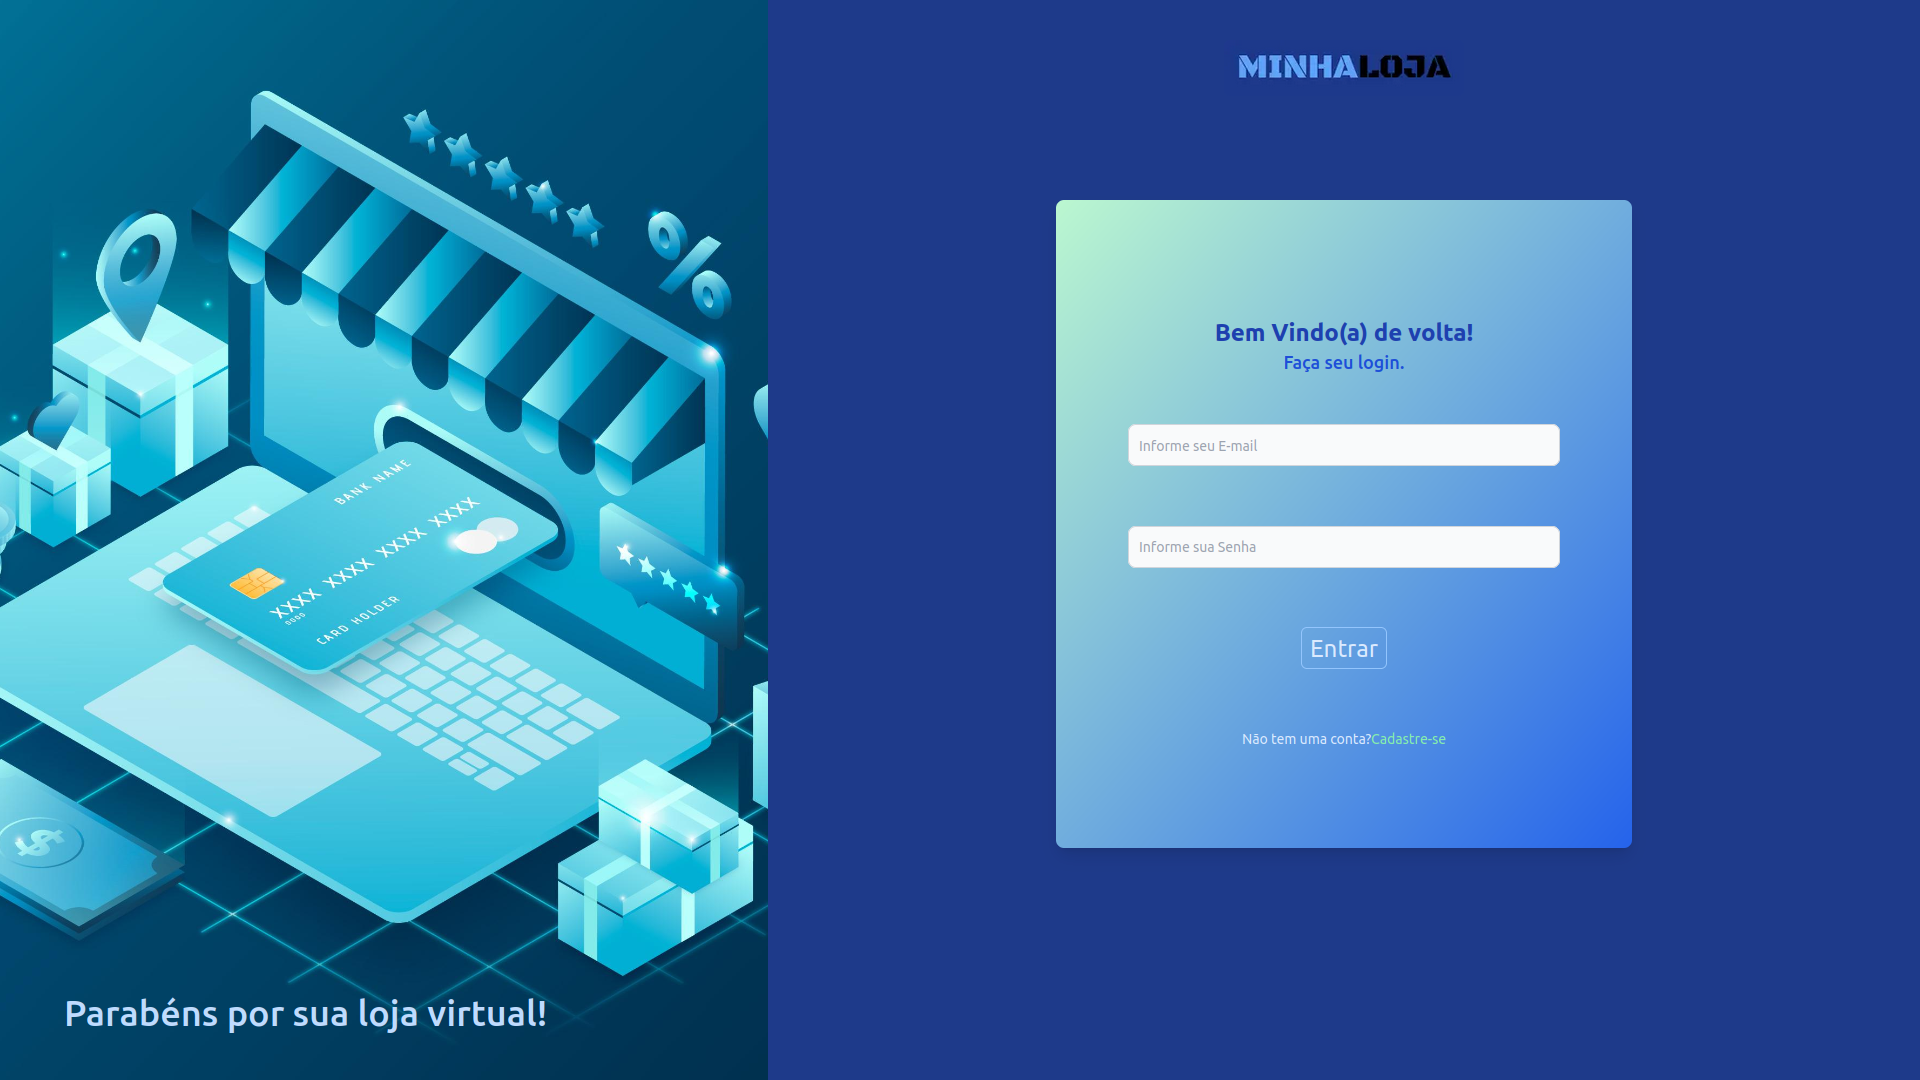 MINHALOJA
BANK NAME
XXXX XXXX XXXX XXXX
0000
CARD HOLDER
Parabéns por sua loja virtual!
Bem Vindo(a) de volta!
Faça seu login.
Informe seu E-mail
Informe sua Senha
Entrar
Não tem uma conta?Cadastre-se